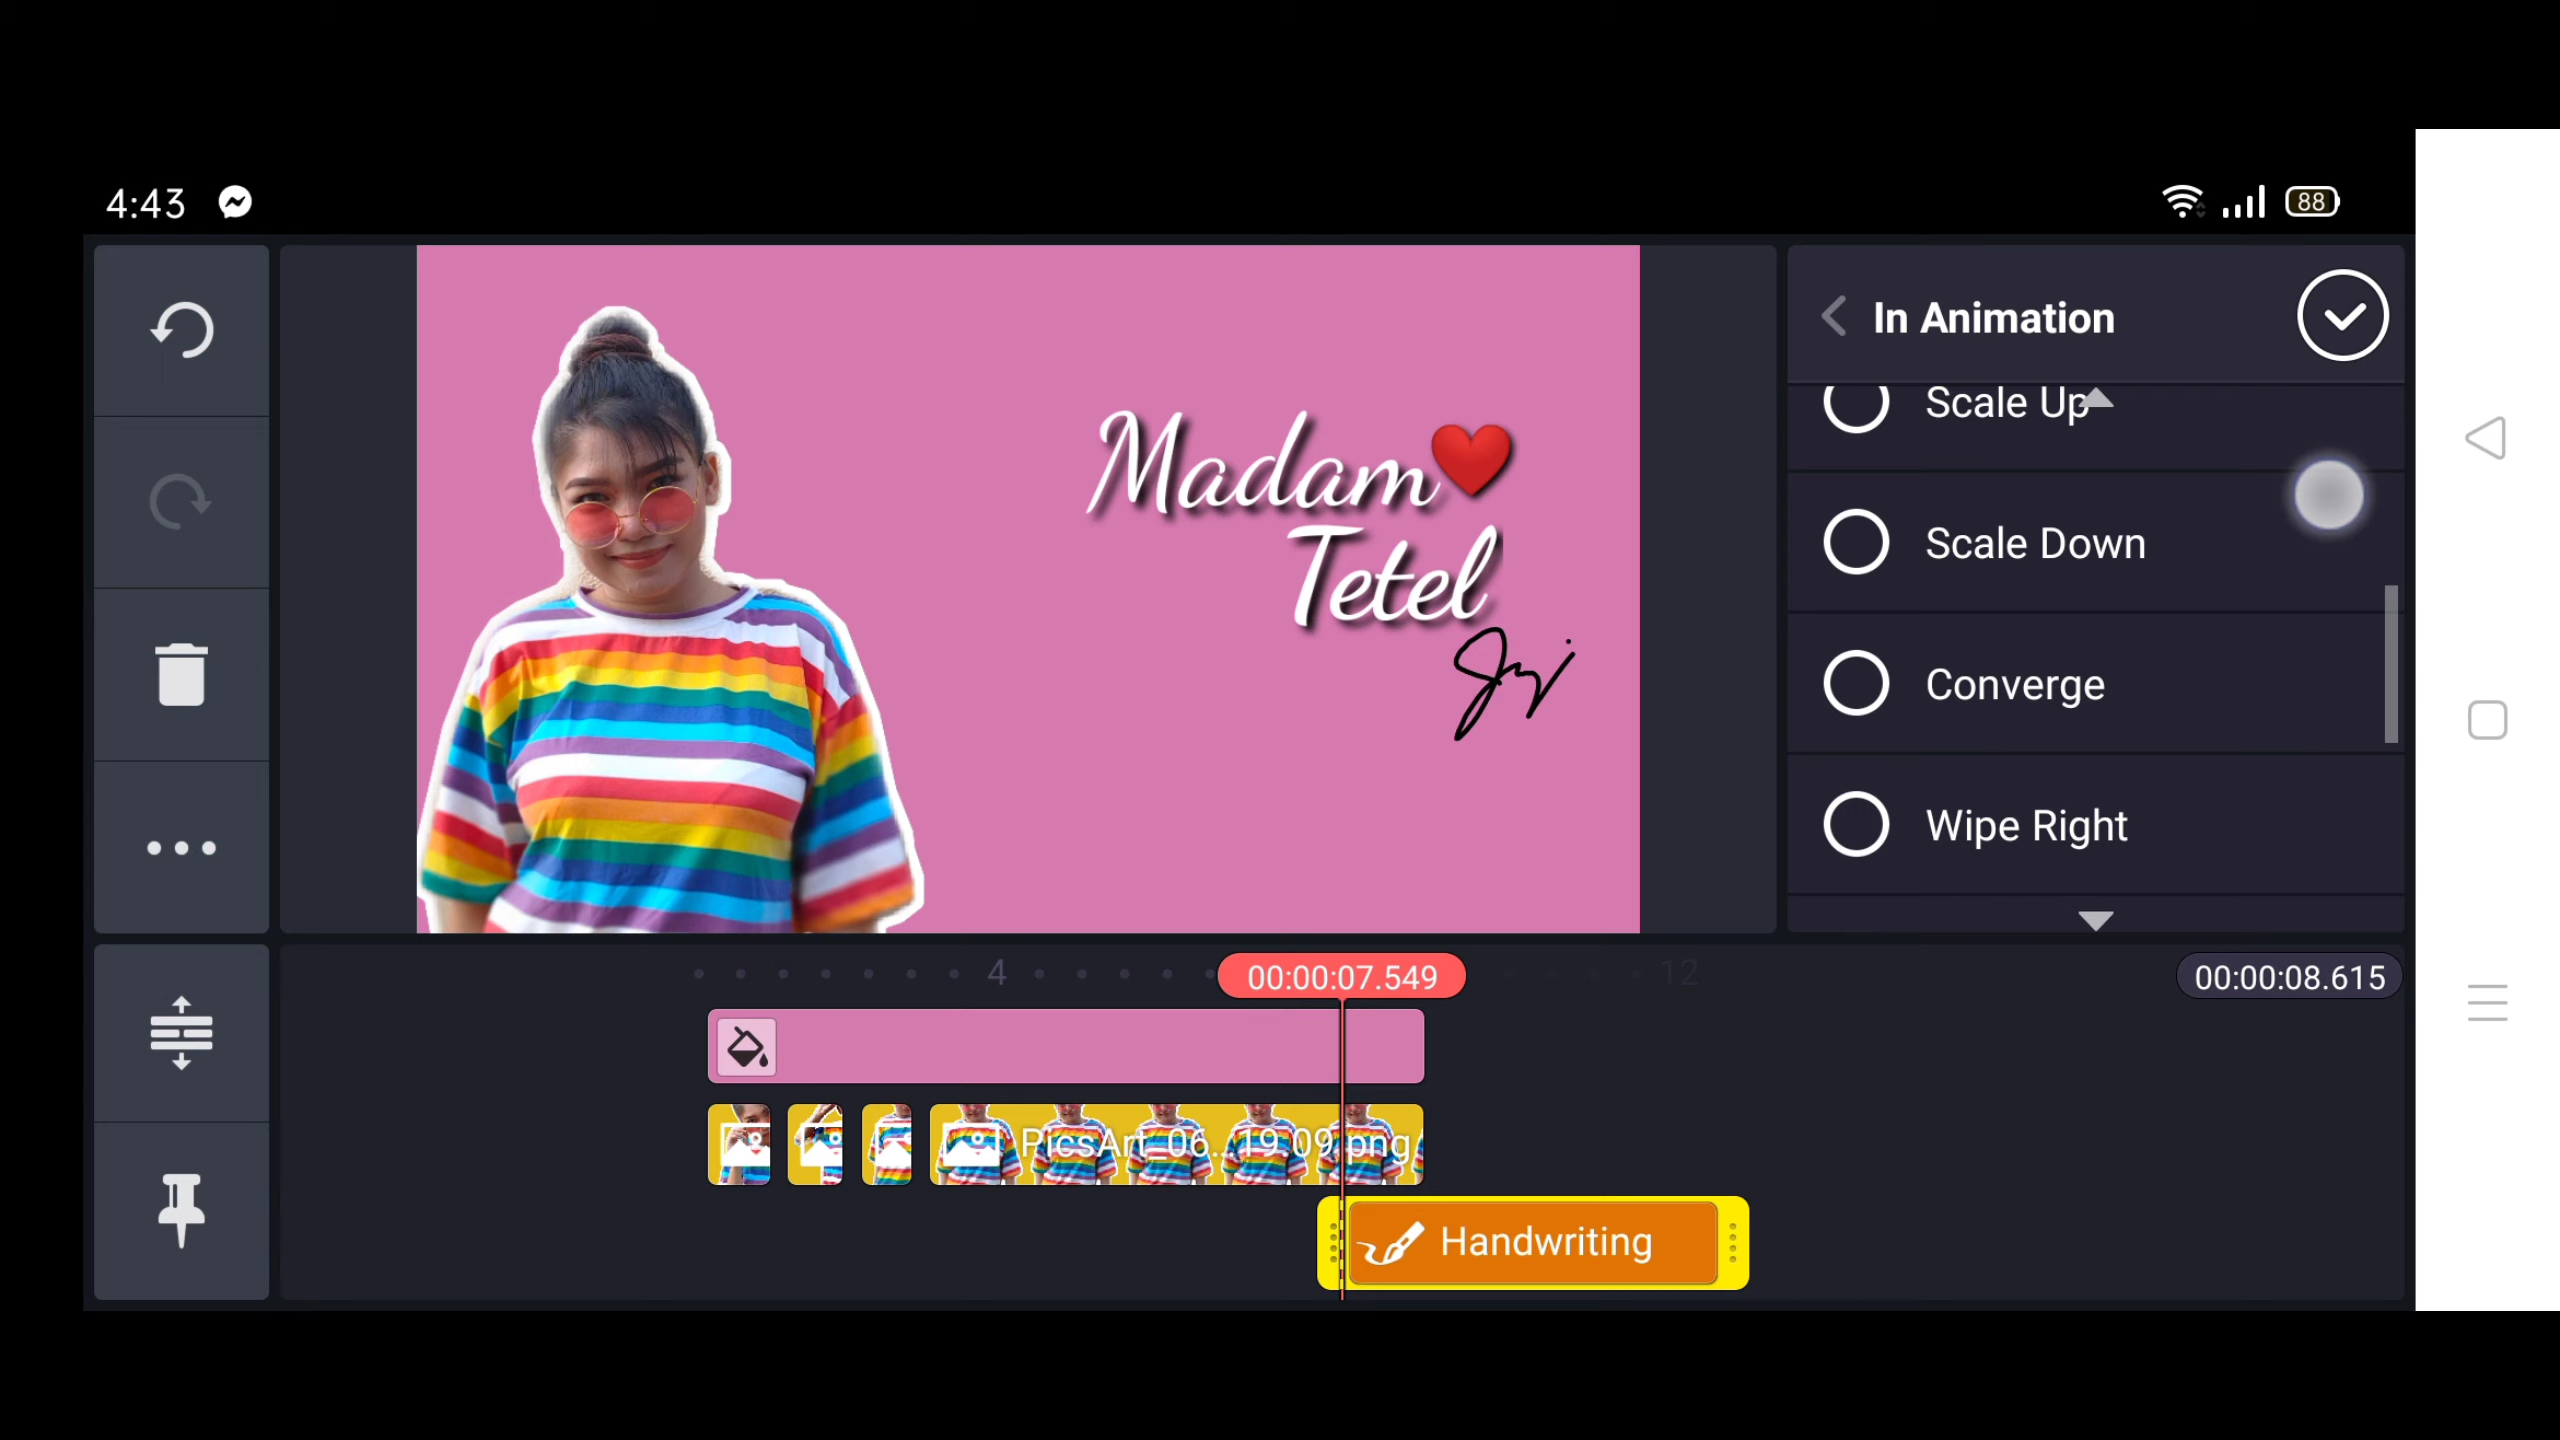 4:43
88
In Animation
Scale Up
Madam❤
Scale Down
Tetel
Converge
Wipe Right
4
00:00:07.549
12
00:00:08.615
PicsArt_06...19.09.png
Handwriting